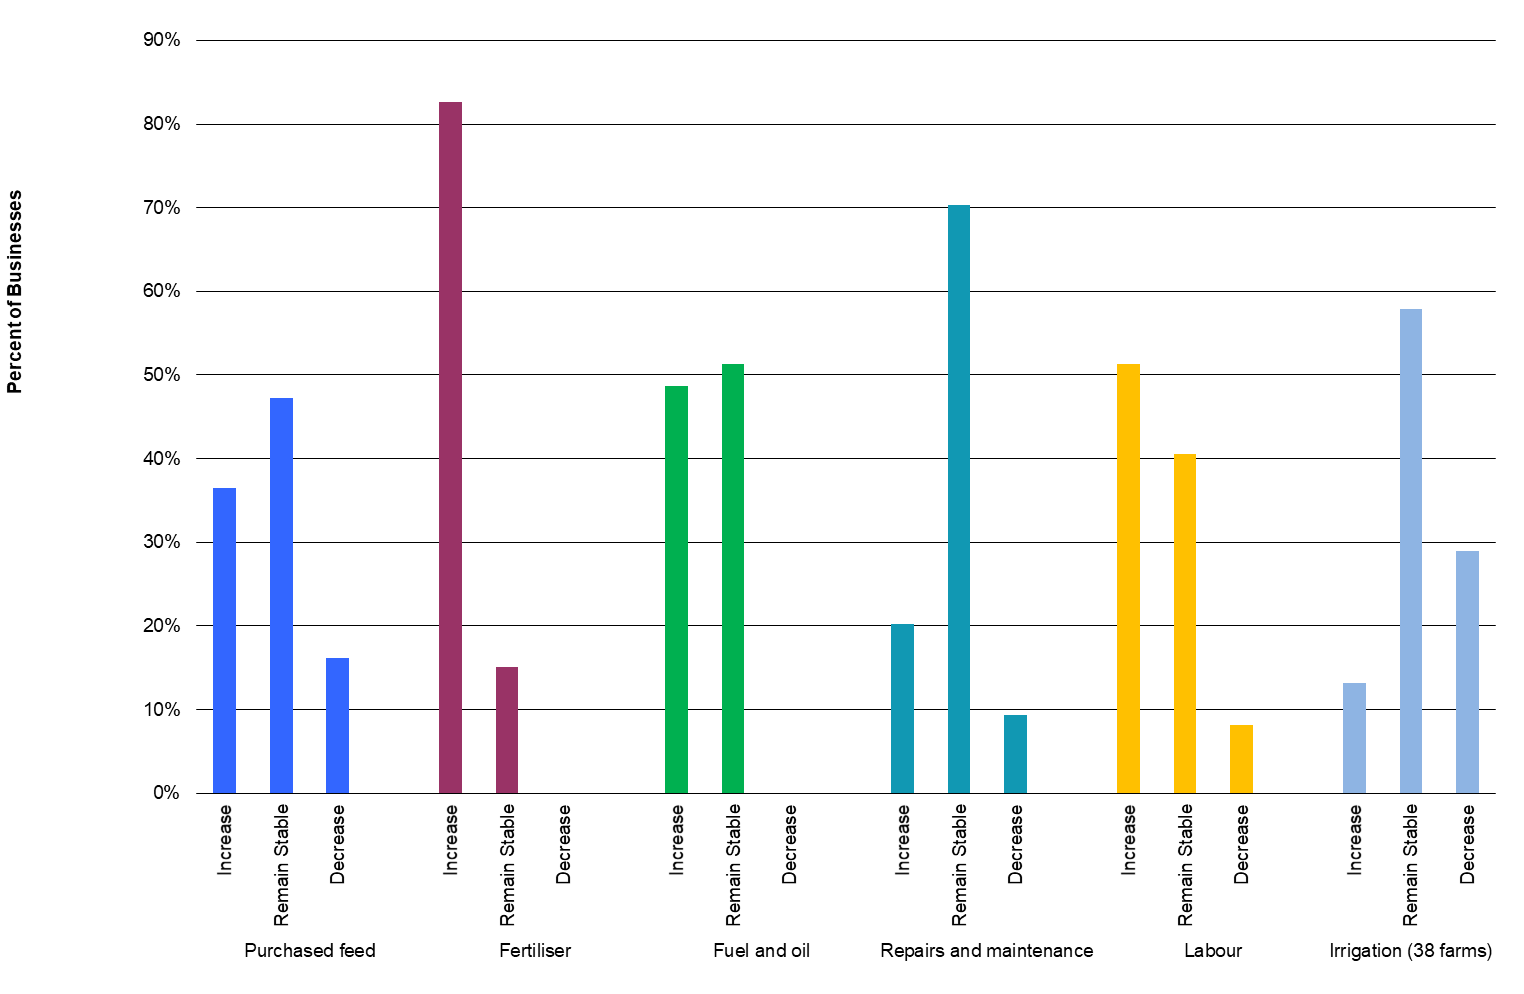 90%
80%
70%
60%
50%
40%
30%
20%
10%
0%
Percent of Businesses
Increase
Remain Stable
Decrease
Increase
Remain Stable
Decrease
Increase
Remain Stable
Decrease
Increase
Remain Stable
Decrease
Increase
Remain Stable
Decrease
Increase
Remain Stable
Decrease
Purchased feed
Fertiliser
Fuel and oil
Repairs and maintenance
Labour
Irrigation (38 farms)